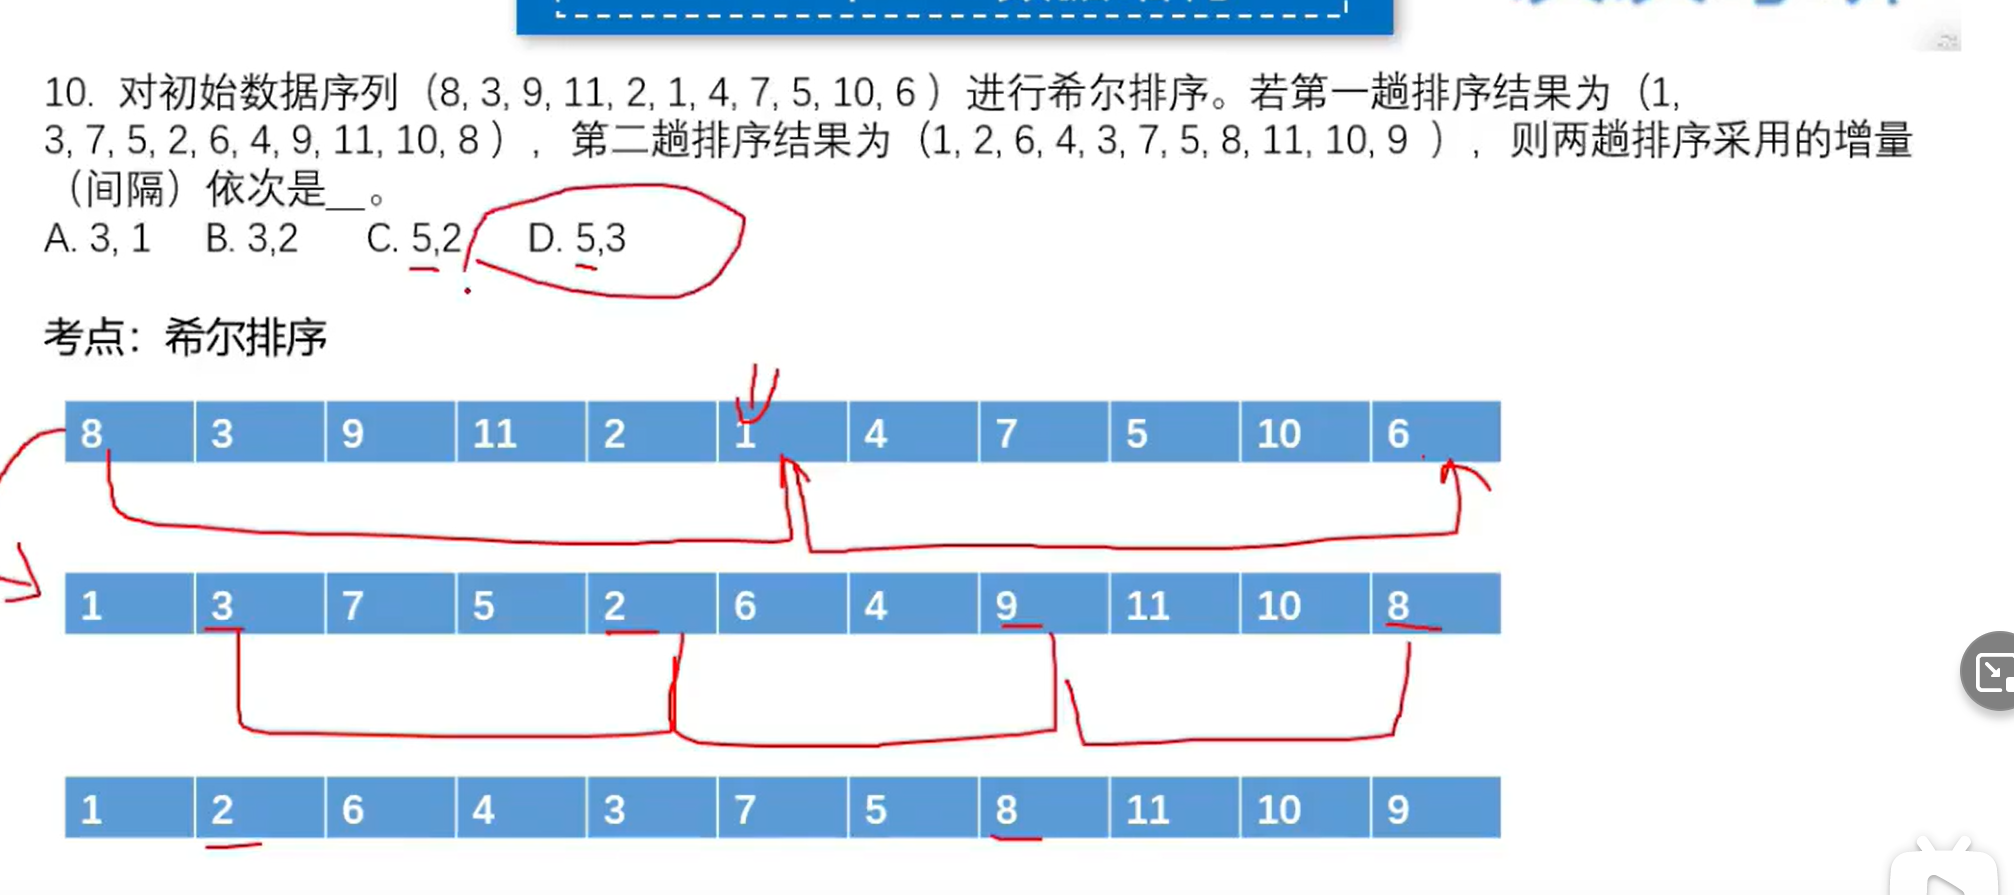 10. 对初始数据序列（8, 3, 9, 11, 2, 1, 4, 7, 5, 10, 6 ）进行希尔排序。若第一趟排序结果为（1,
3, 7, 5, 2, 6, 4, 9, 11, 10, 8 ），第二趟排序结果为（1, 2, 6, 4, 3, 7, 5, 8, 11, 10, 9 ），则两趟排序采用的增量
（间隔）依次是__。
A. 3, 1 B. 3,2 C. 5,2 D. 5,3
考点：希尔排序
8 3 9 11 2 1 4 7 5 10 6
1 3 7 5 2 6 4 9 11 10 8
1 2 6 4 3 7 5 8 11 10 9